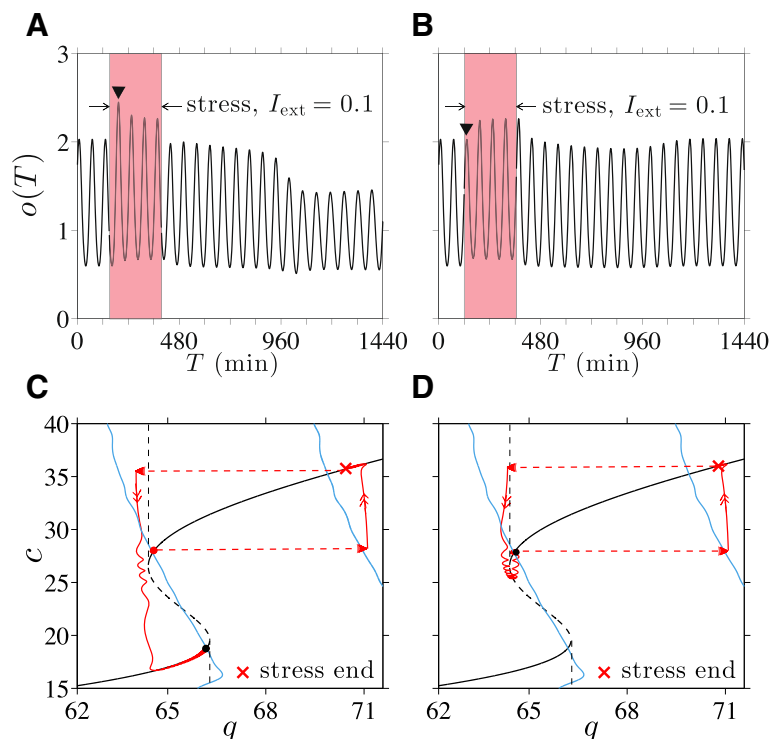 A
B
3
2
1
0
o(T)
stress, I_ext = 0.1
stress, I_ext = 0.1
0 480 960 1440
0 480 960 1440
T (min)
T (min)
C
D
40
35
30
25
20
15
c
stress end
stress end
62 65 68 71
62 65 68 71
q
q